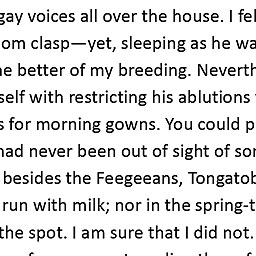 gay voices all over the house. I fel
om clasp—yet, sleeping as he wa
e better of my breeding. Neverth
self with restricting his ablutions
s for morning gowns. You could p
had never been out of sight of so
besides the Feegeeans, Tongatob
run with milk; nor in the spring-t
the spot. I am sure that I did not.